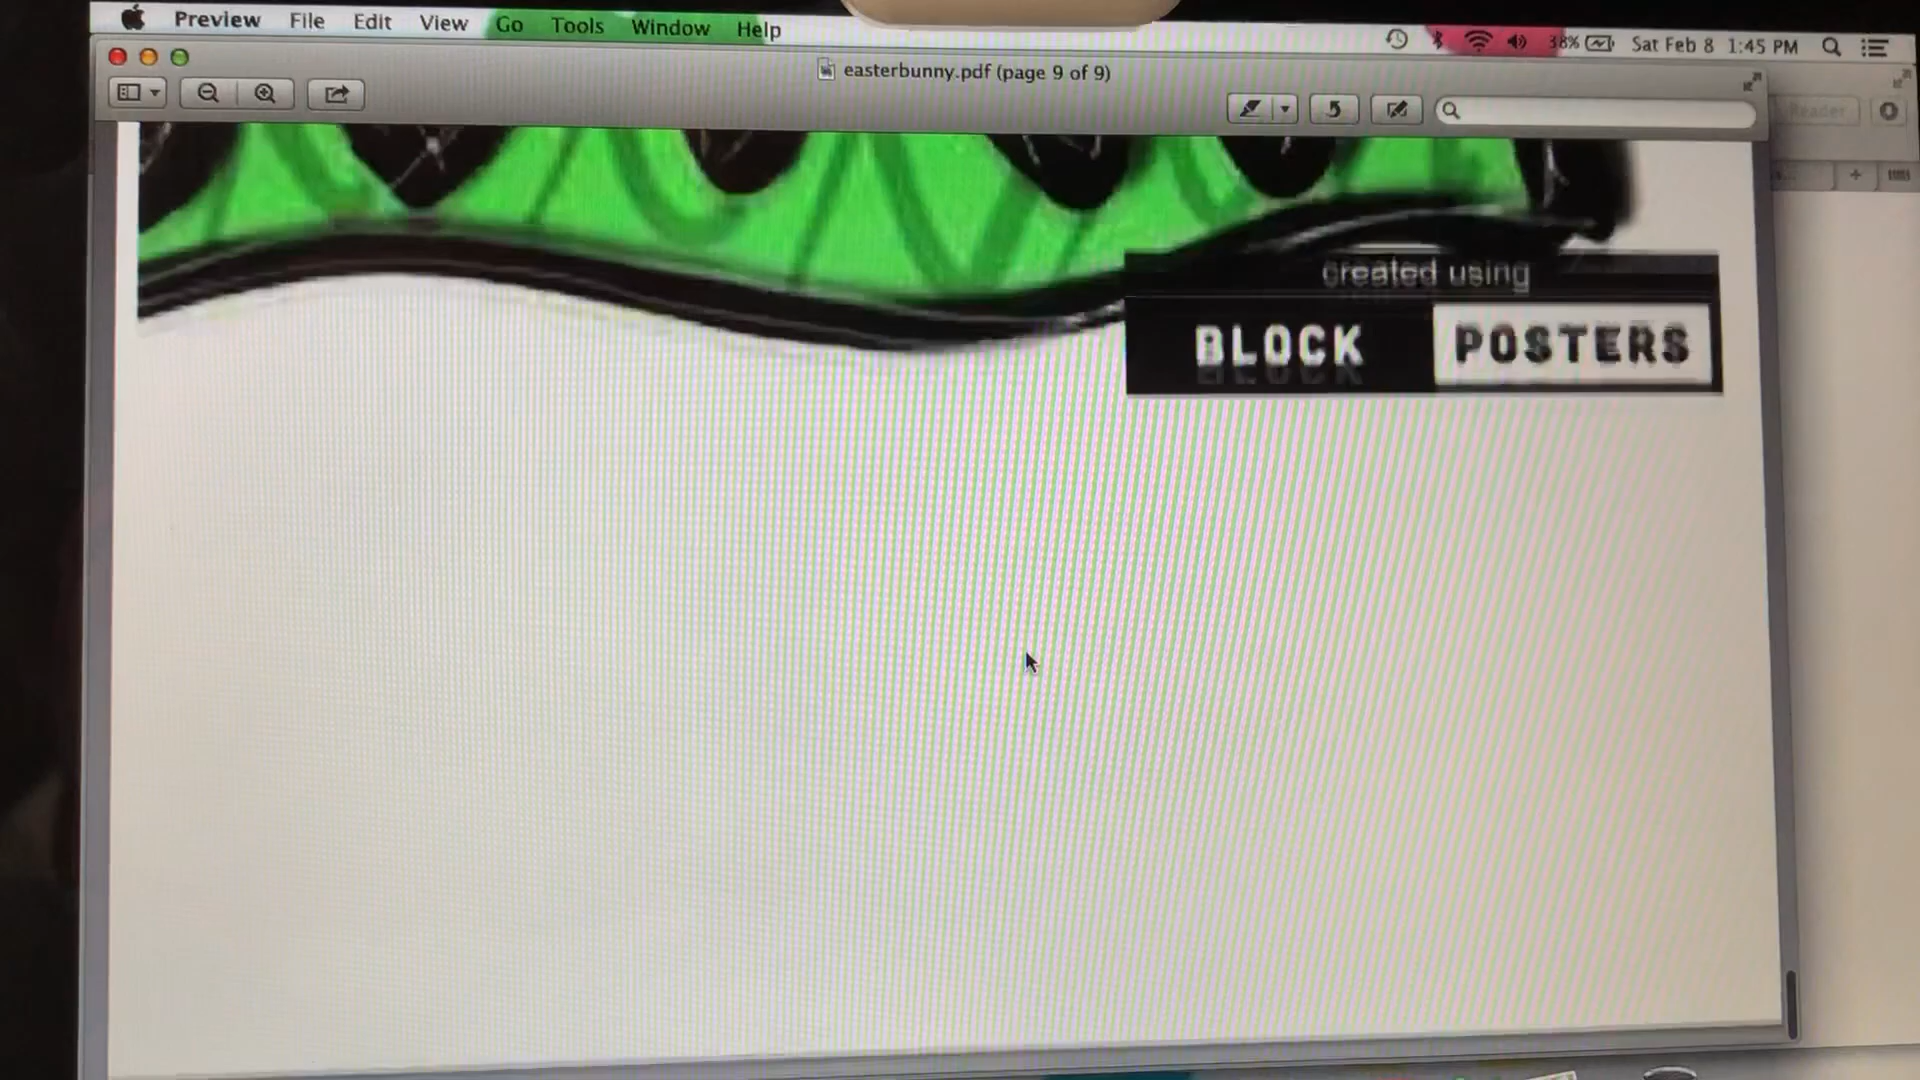 Preview File Edit View Go Tools Window Help 38% Sat Feb 8 1:45 PM
easterbunny.pdf (page 9 of 9)
Reader
created using
BLOCK POSTERS